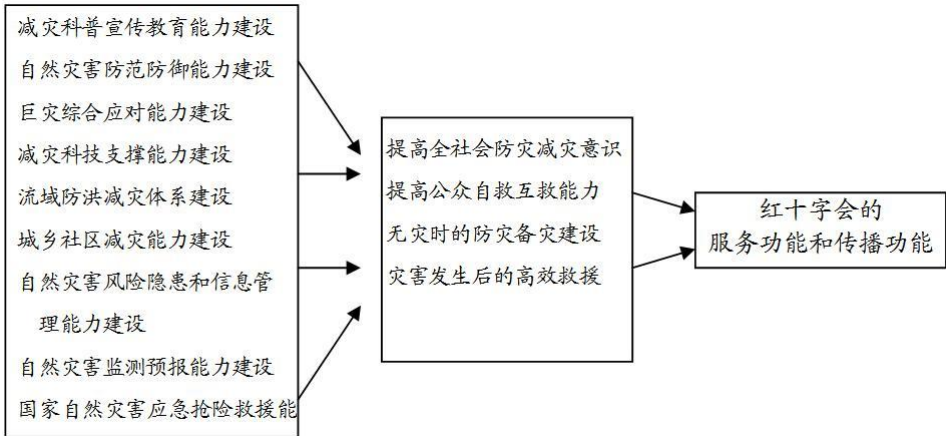 减灾科普宣传教育能力建设
自然灾害防范防御能力建设
巨灾综合应对能力建设
减灾科技支撑能力建设
流域防洪减灾体系建设
城乡社区减灾能力建设
自然灾害风险隐患和信息管
理能力建设
自然灾害监测预报能力建设
国家自然灾害应急抢险救援能
提高全社会防灾减灾意识
提高公众自救互救能力
无灾时的防灾备灾建设
灾害发生后的高效救援
红十字会的
服务功能和传播功能